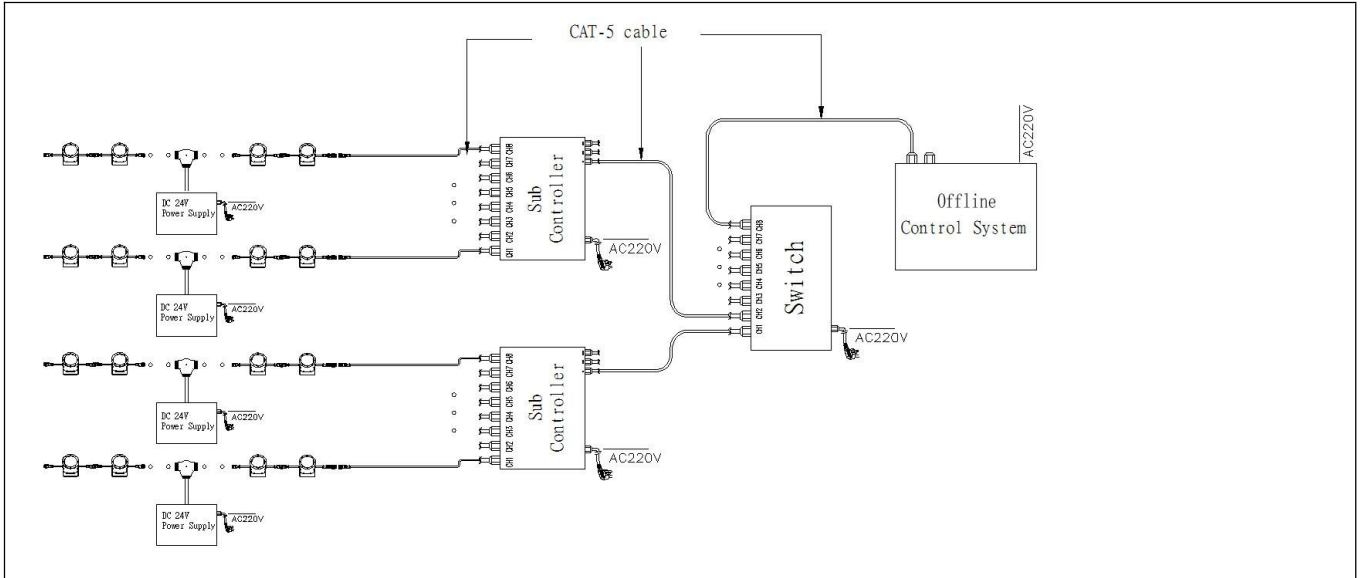 CAT-5 cable
AC220V
Offline
Control System
CH8
CH7
CH6
CH5
CH4
CH3
CH2
CH1
Sub
Controller
AC220V
DC 24V
Power Supply
AC220V
DC 24V
Power Supply
AC220V
CH8
CH7
CH6
CH5
CH4
CH3
CH2
CH1
Switch
AC220V
CH8
CH7
CH6
CH5
CH4
CH3
CH2
CH1
Sub
Controller
AC220V
DC 24V
Power Supply
AC220V
DC 24V
Power Supply
AC220V